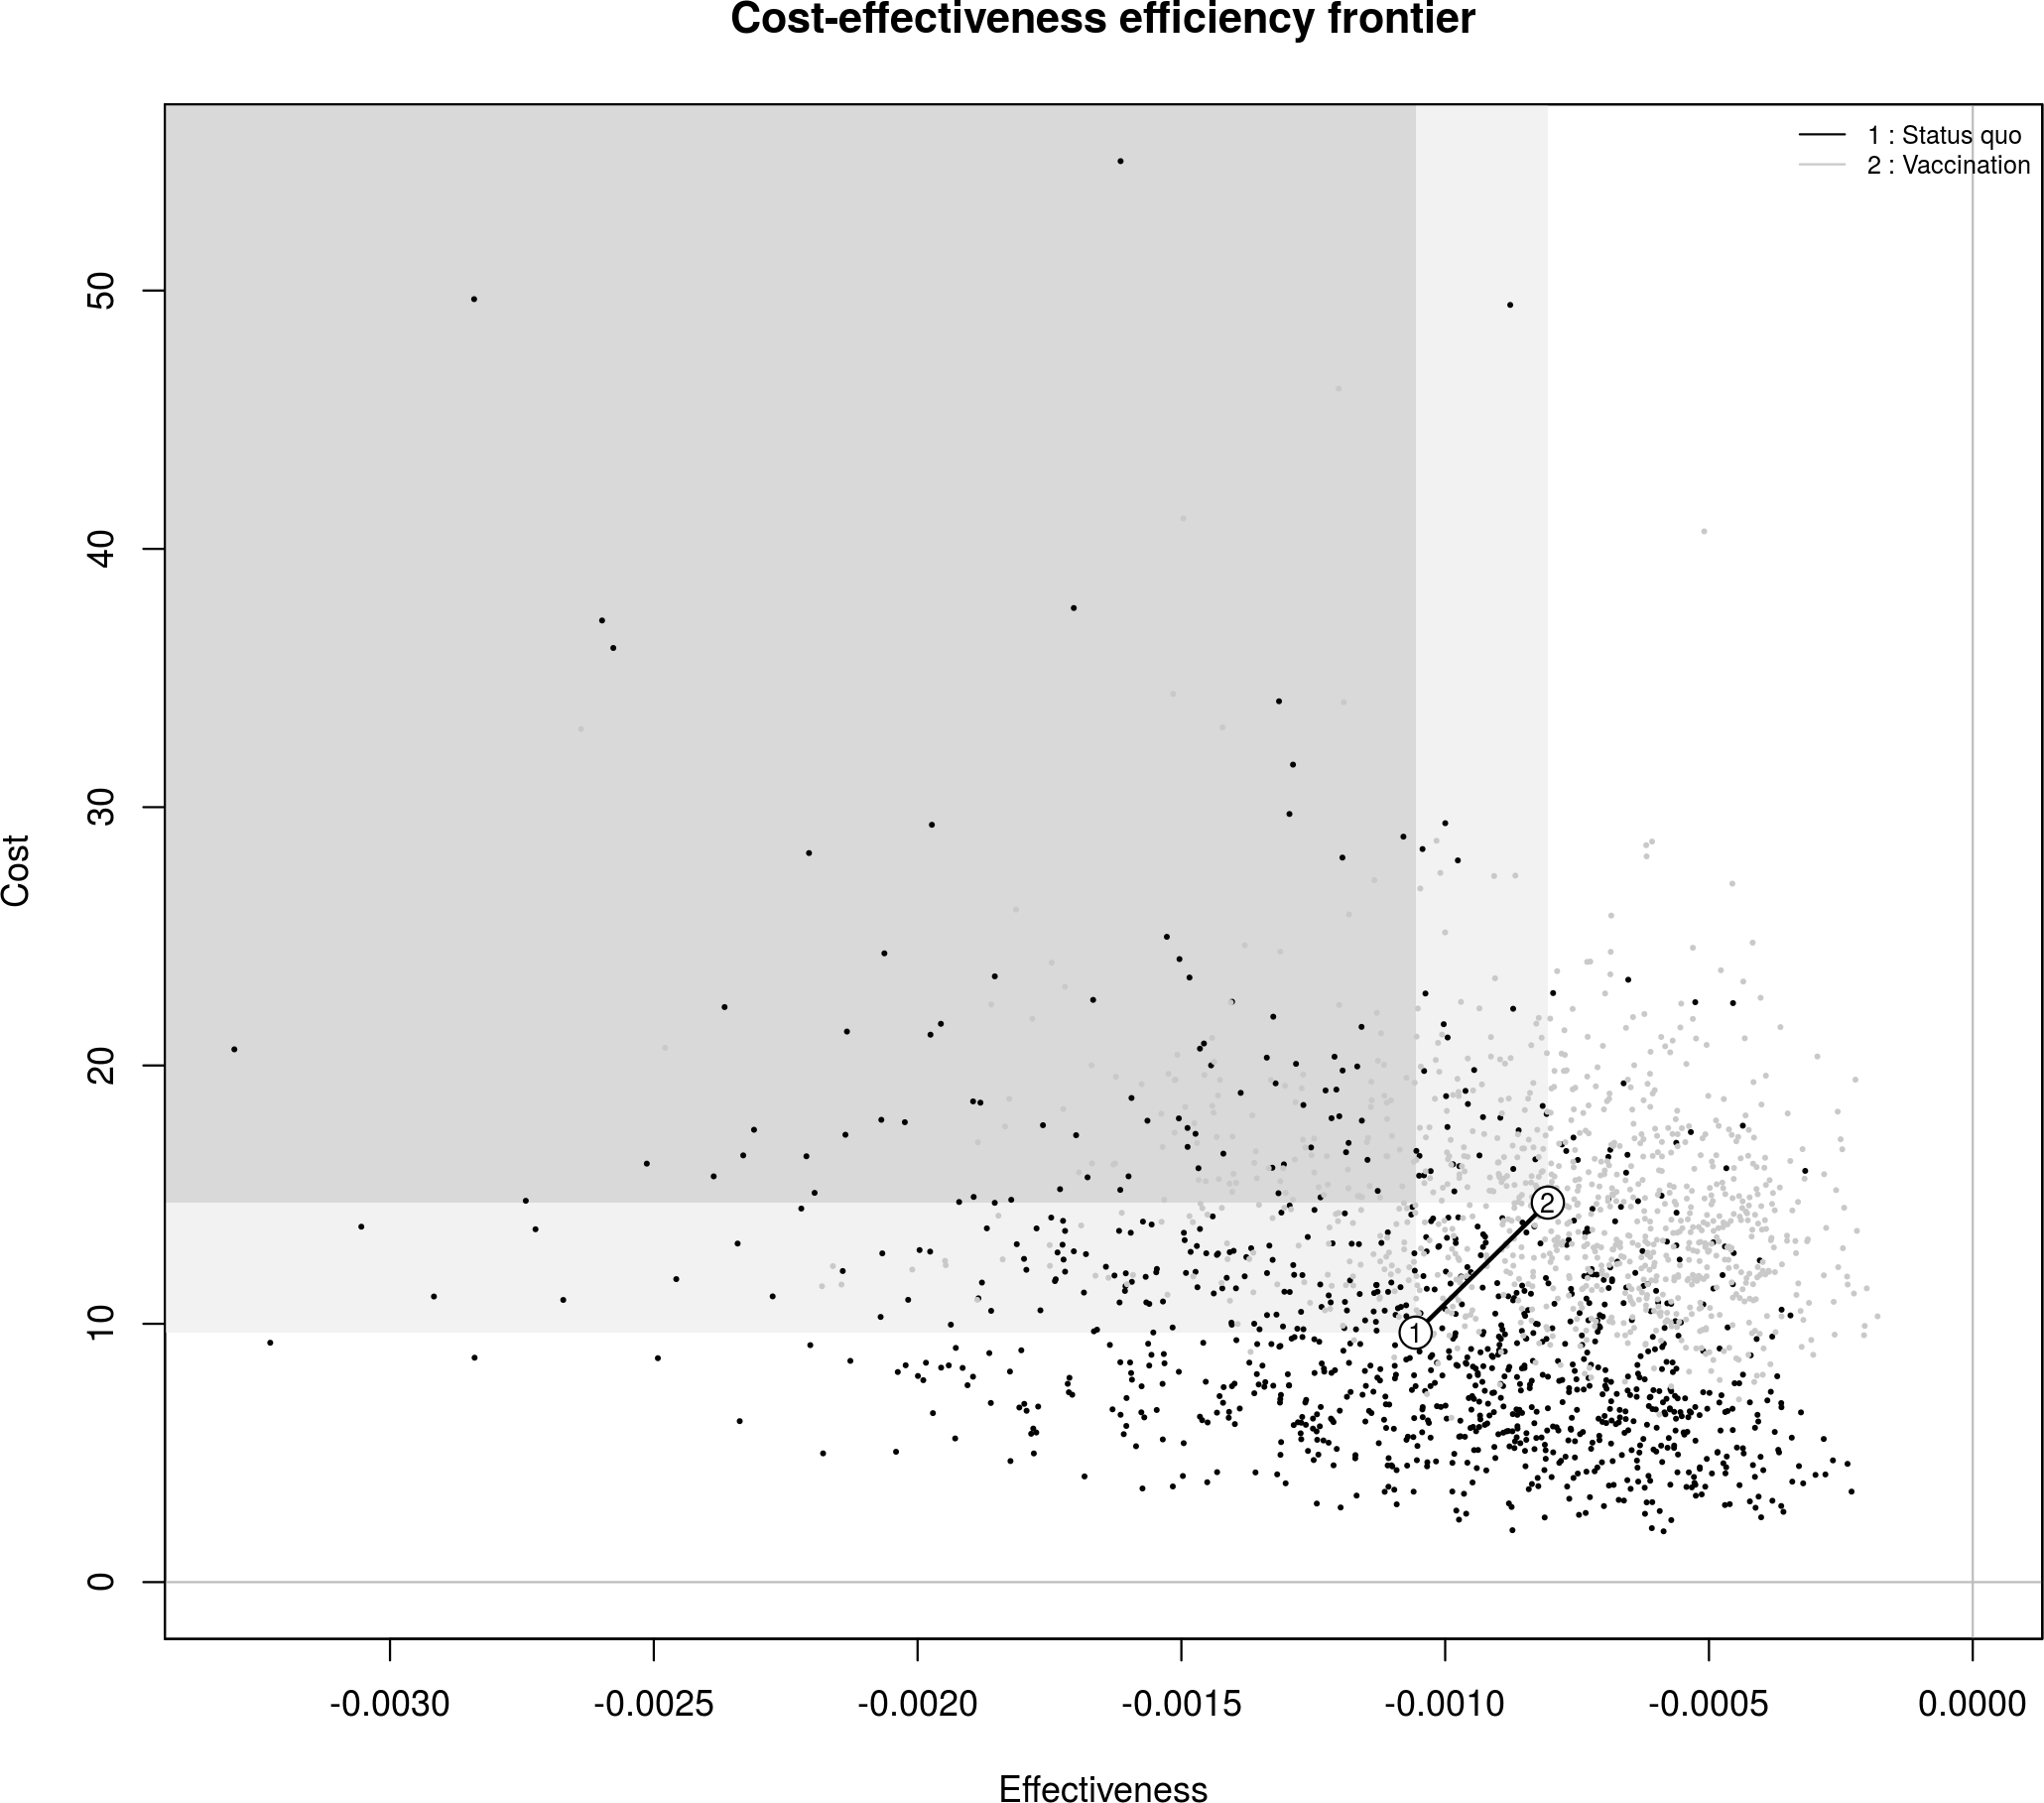 Cost-effectiveness efficiency frontier
1 : Status quo
2 : Vaccination
50
40
30
20
10
0
Cost
2
1
-0.0030 -0.0025 -0.0020 -0.0015 -0.0010 -0.0005 0.0000
Effectiveness